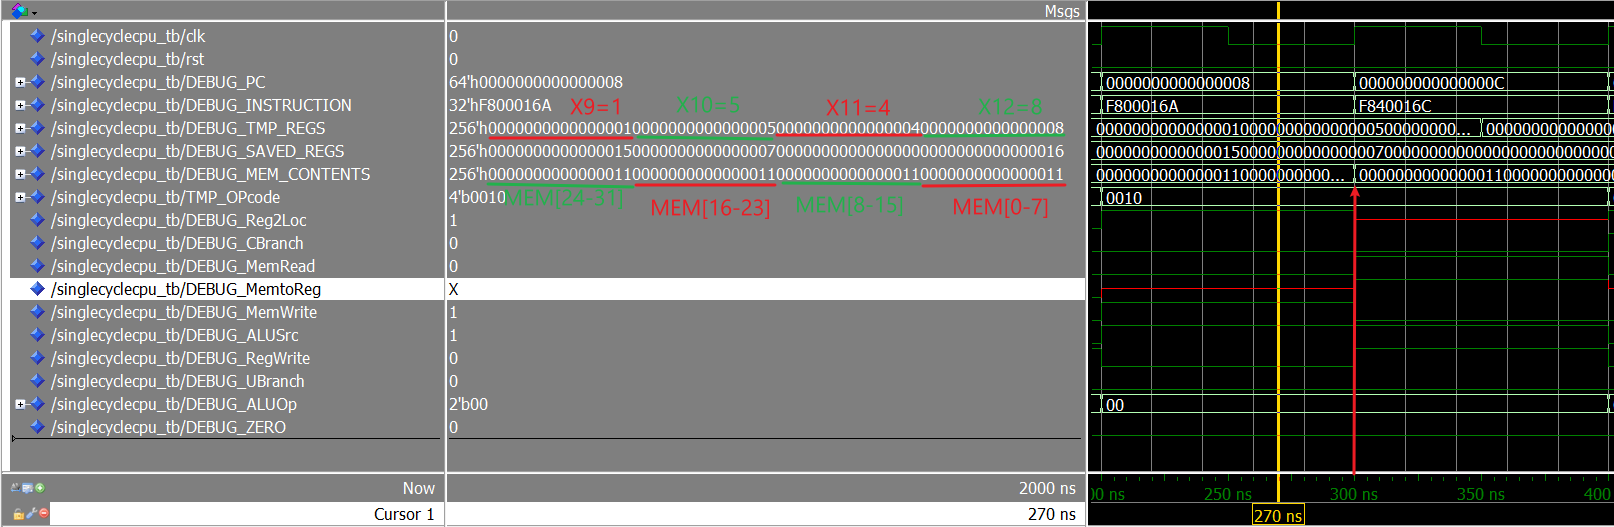 Msgs
/singlecyclecpu_tb/clk 0
/singlecyclecpu_tb/rst 0
/singlecyclecpu_tb/DEBUG_PC 64'h0000000000000008 0000000000000008 000000000000000C
/singlecyclecpu_tb/DEBUG_INSTRUCTION 32'hF800016A X9=1 X10=5 X11=4 X12=8 F800016A F840016C
/singlecyclecpu_tb/DEBUG_TMP_REGS 256'h0000000000000001000000000000000500000000000000040000000000000008 0000000000000001000000000000000500000000... 000000000000000
/singlecyclecpu_tb/DEBUG_SAVED_REGS 256'h0000000000000015000000000000000700000000000000000000000000000016 00000000000000150000000000000007000000000000000000000000
/singlecyclecpu_tb/DEBUG_MEM_CONTENTS 256'h0000000000000011000000000000001100000000000000110000000000000011 00000000000000110000000000... 0000000000000011000000000000
/singlecyclecpu_tb/TMP_OPcode 4'b0010 MEM[24-31] MEM[16-23] MEM[8-15] MEM[0-7] 0010
/singlecyclecpu_tb/DEBUG_Reg2Loc 1
/singlecyclecpu_tb/DEBUG_CBranch 0
/singlecyclecpu_tb/DEBUG_MemRead 0
/singlecyclecpu_tb/DEBUG_MemtoReg X
/singlecyclecpu_tb/DEBUG_MemWrite 1
/singlecyclecpu_tb/DEBUG_ALUSrc 1
/singlecyclecpu_tb/DEBUG_RegWrite 0
/singlecyclecpu_tb/DEBUG_UBranch 0
/singlecyclecpu_tb/DEBUG_ALUOp 2'b00 00
/singlecyclecpu_tb/DEBUG_ZERO 0
Now 2000 ns 00 ns 250 ns 300 ns 350 ns 400
Cursor 1 270 ns 270 ns